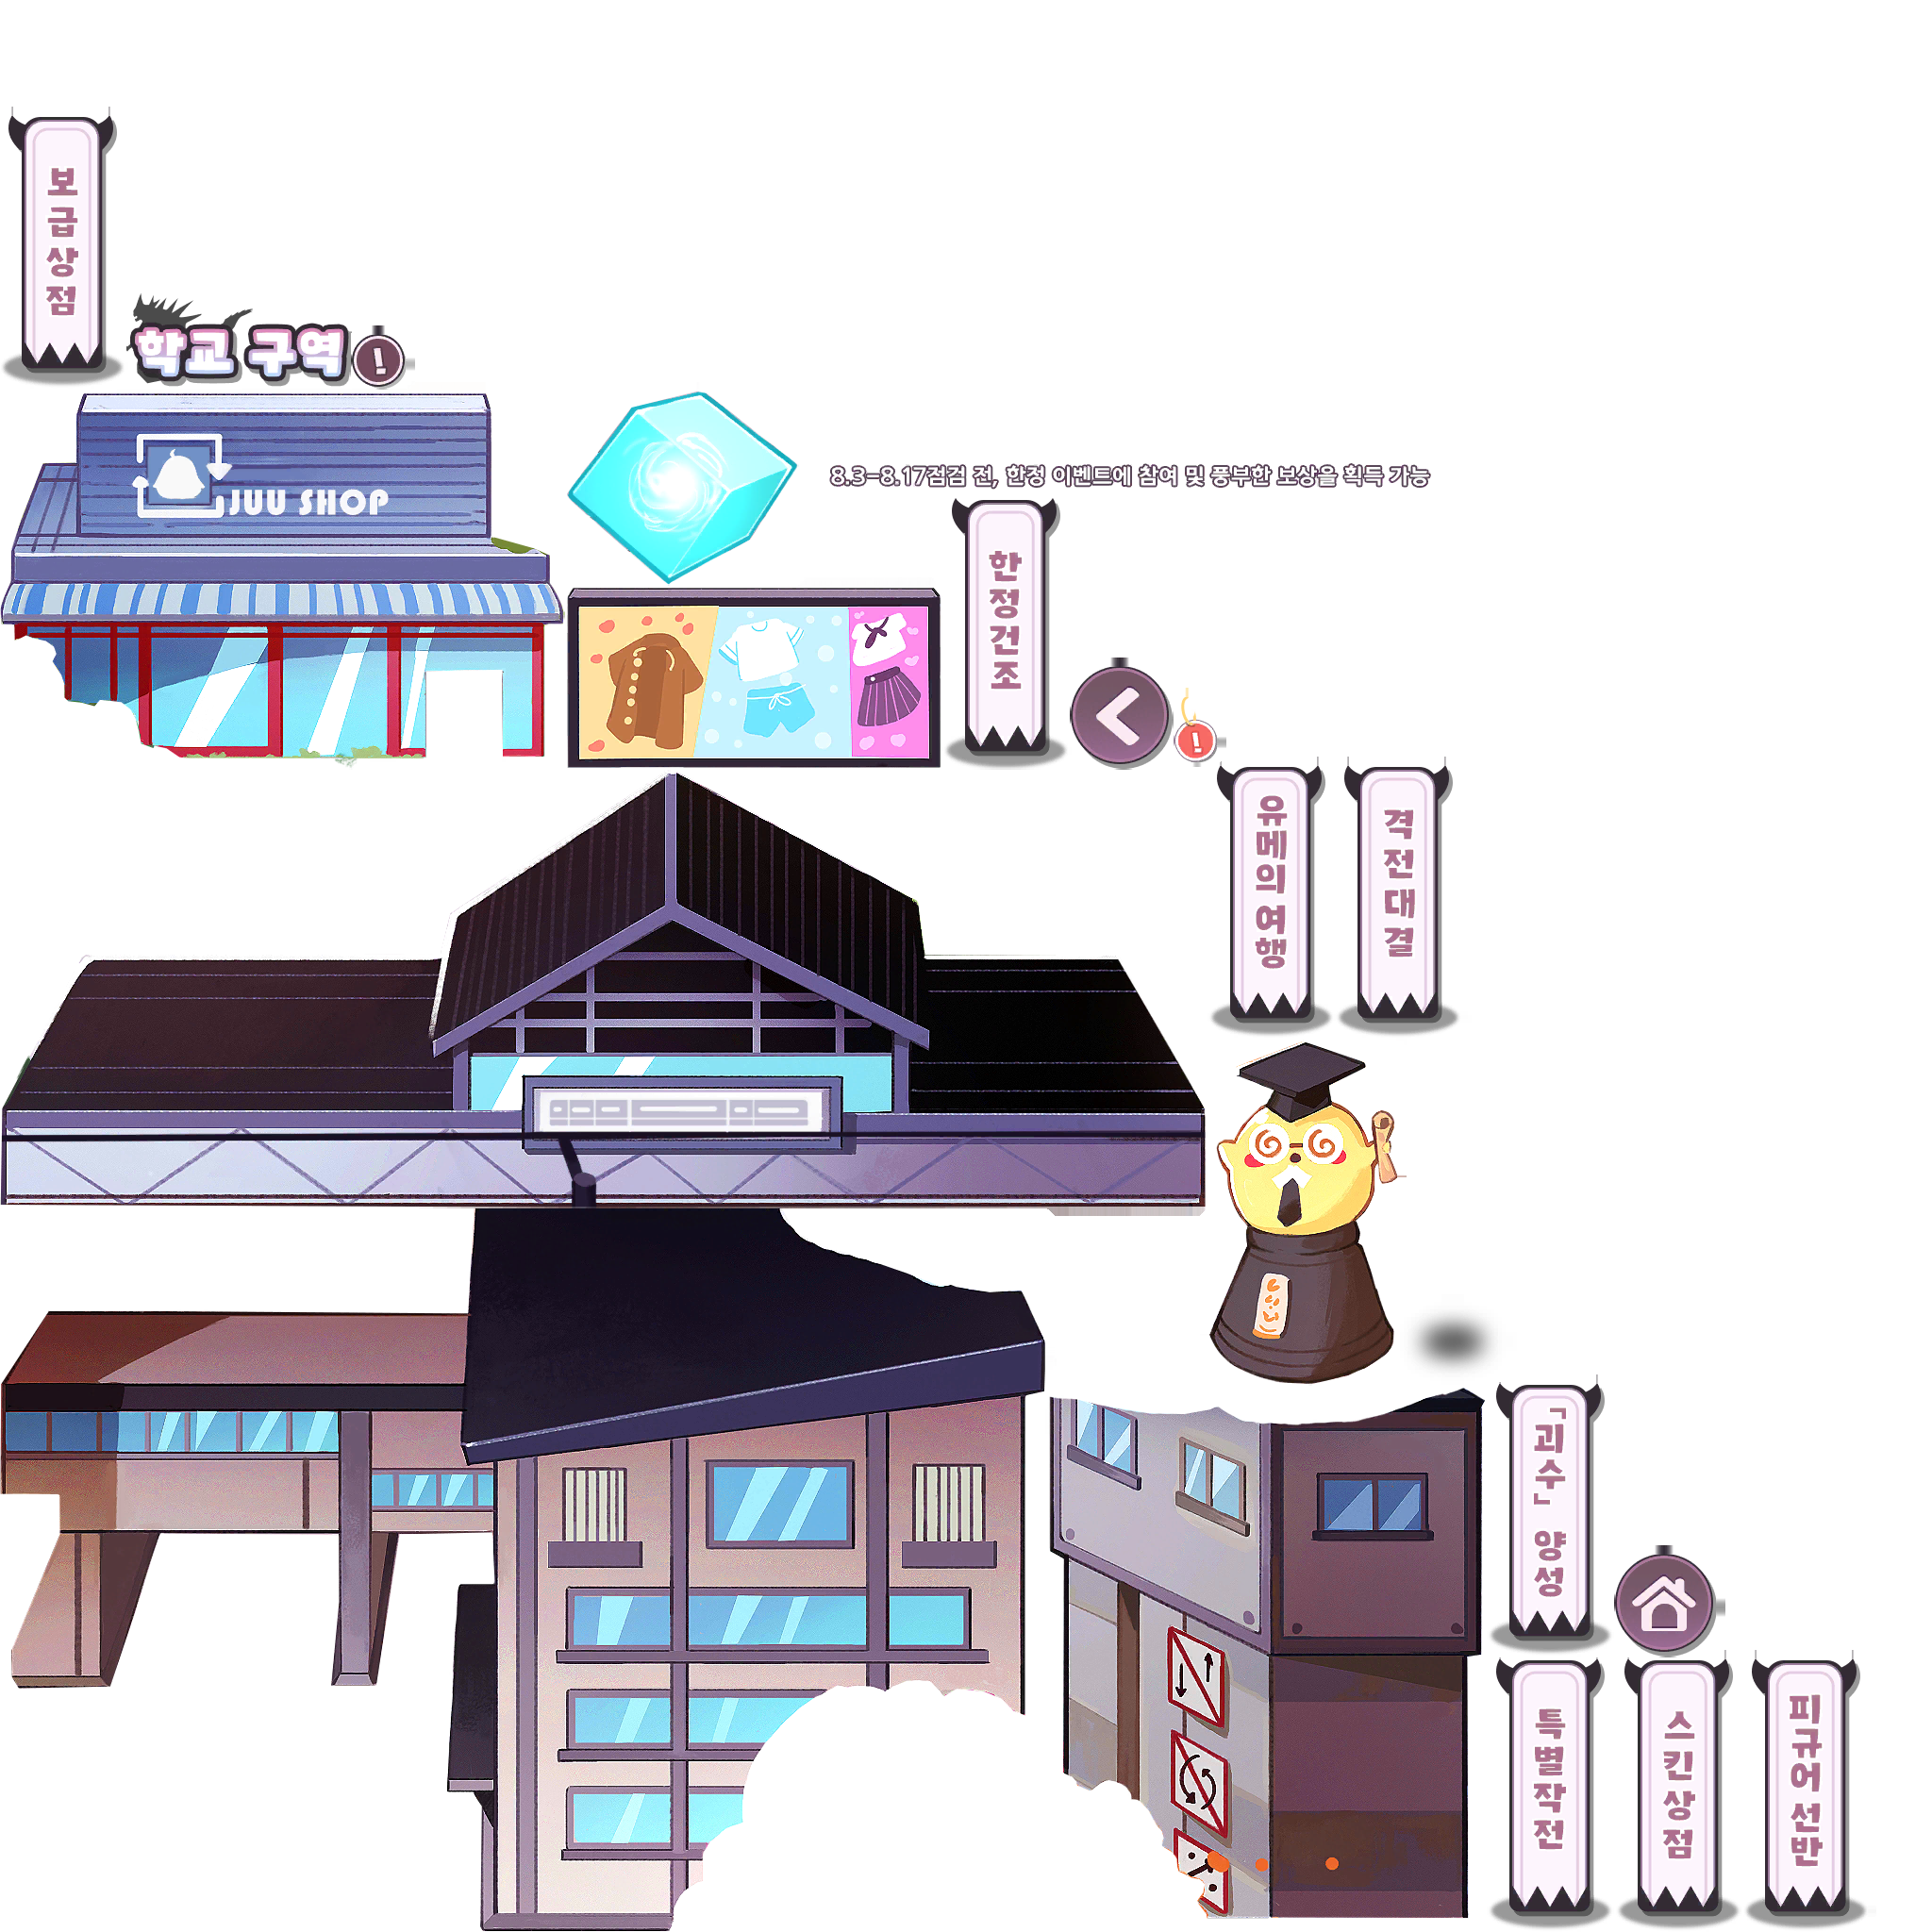 보급상점
학교 구역
JUU SHOP
8.3-8.17점검 전, 한정 이벤트에 참여 및 풍부한 보상을 획득 가능
한정건조
유메의 여행
격전대결
「괴수」 양성
특별작전
스킨상점
피규어 선반